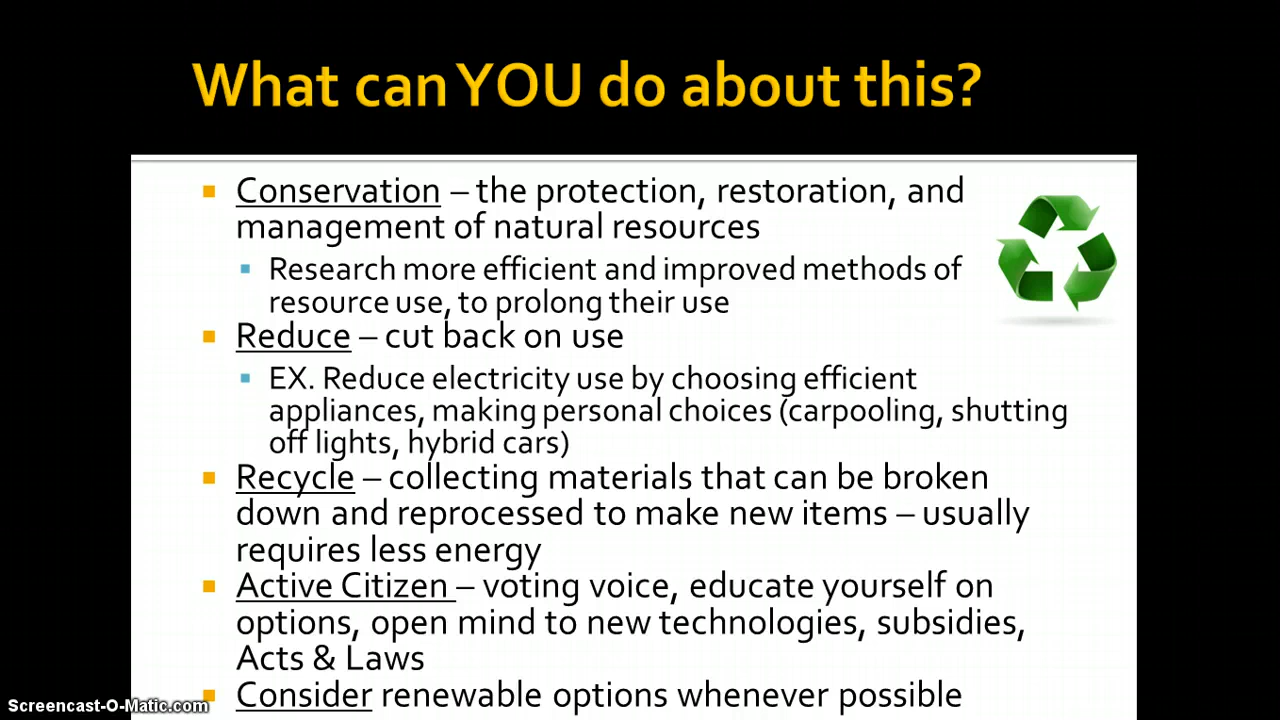 What can YOU do about this?
Conservation – the protection, restoration, and
management of natural resources
Research more efficient and improved methods of
resource use, to prolong their use
Reduce – cut back on use
EX. Reduce electricity use by choosing efficient
appliances, making personal choices (carpooling, shutting
off lights, hybrid cars)
Recycle – collecting materials that can be broken
down and reprocessed to make new items – usually
requires less energy
Active Citizen – voting voice, educate yourself on
options, open mind to new technologies, subsidies,
Acts & Laws
Consider renewable options whenever possible
Screencast-O-Matic.com